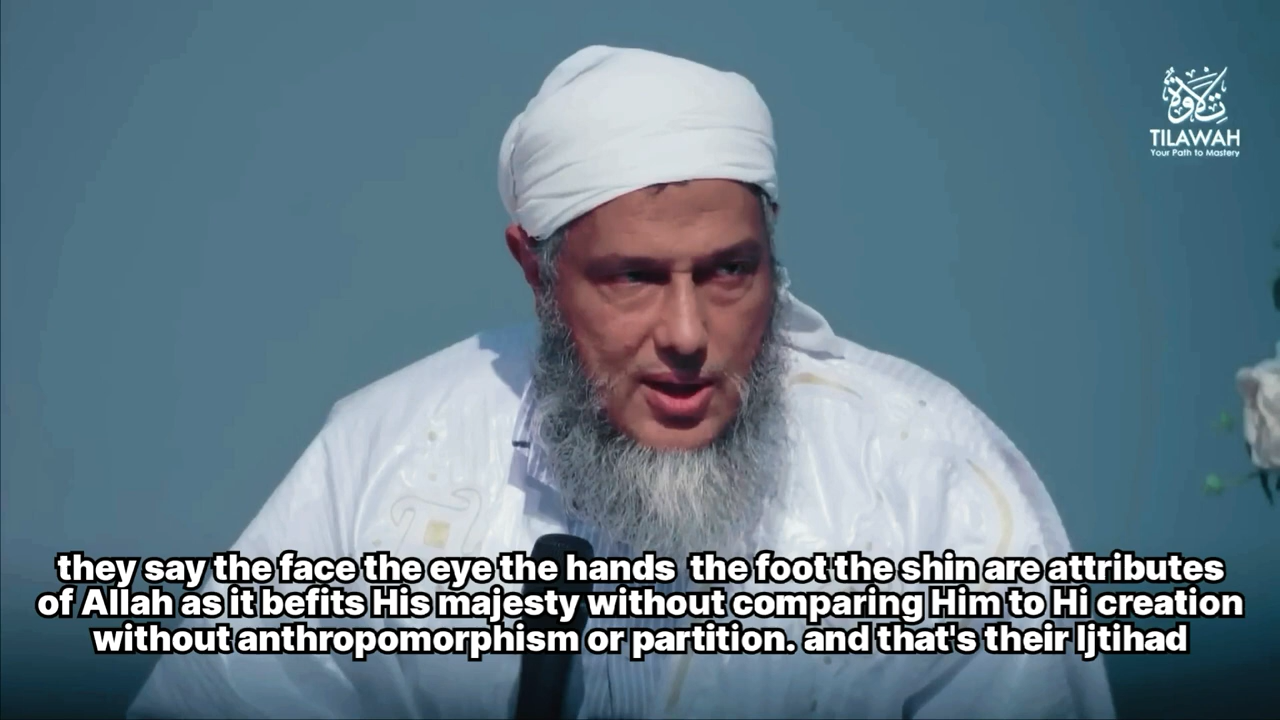 تلاوة
TILAWAH
Your Path to Mastery
they say the face the eye the hands the foot the shin are attributes
of Allah as it befits His majesty without comparing Him to Hi creation
without anthropomorphism or partition. and that's their Ijtihad